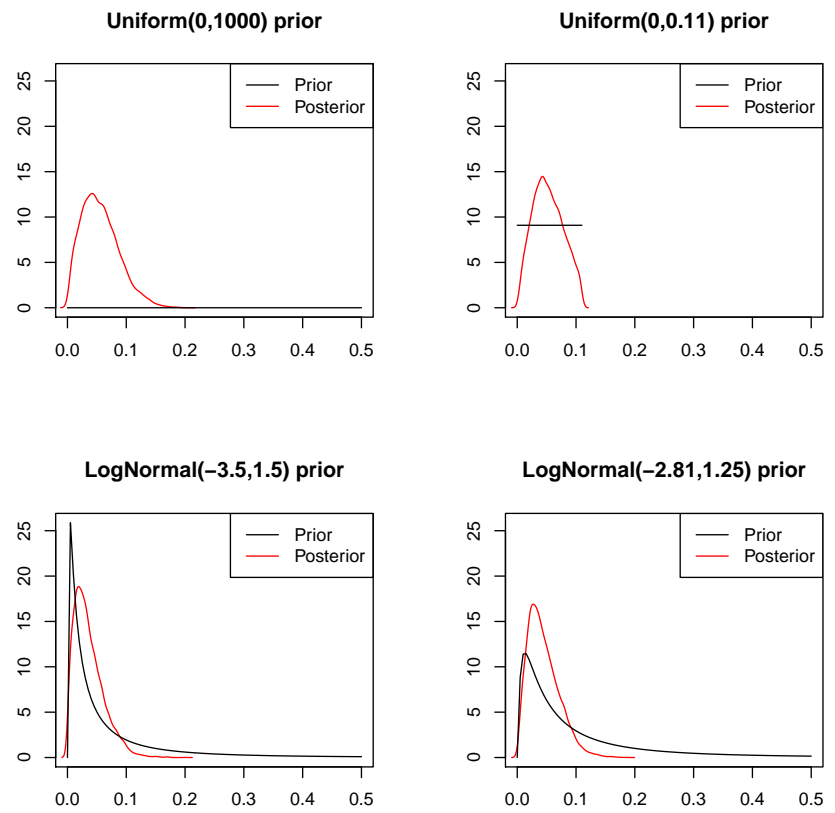 Uniform(0,1000) prior
Prior
Posterior
25
20
15
10
5
0
0.0 0.1 0.2 0.3 0.4 0.5
Uniform(0,0.11) prior
Prior
Posterior
25
20
15
10
5
0
0.0 0.1 0.2 0.3 0.4 0.5
LogNormal(−3.5,1.5) prior
Prior
Posterior
25
20
15
10
5
0
0.0 0.1 0.2 0.3 0.4 0.5
LogNormal(−2.81,1.25) prior
Prior
Posterior
25
20
15
10
5
0
0.0 0.1 0.2 0.3 0.4 0.5